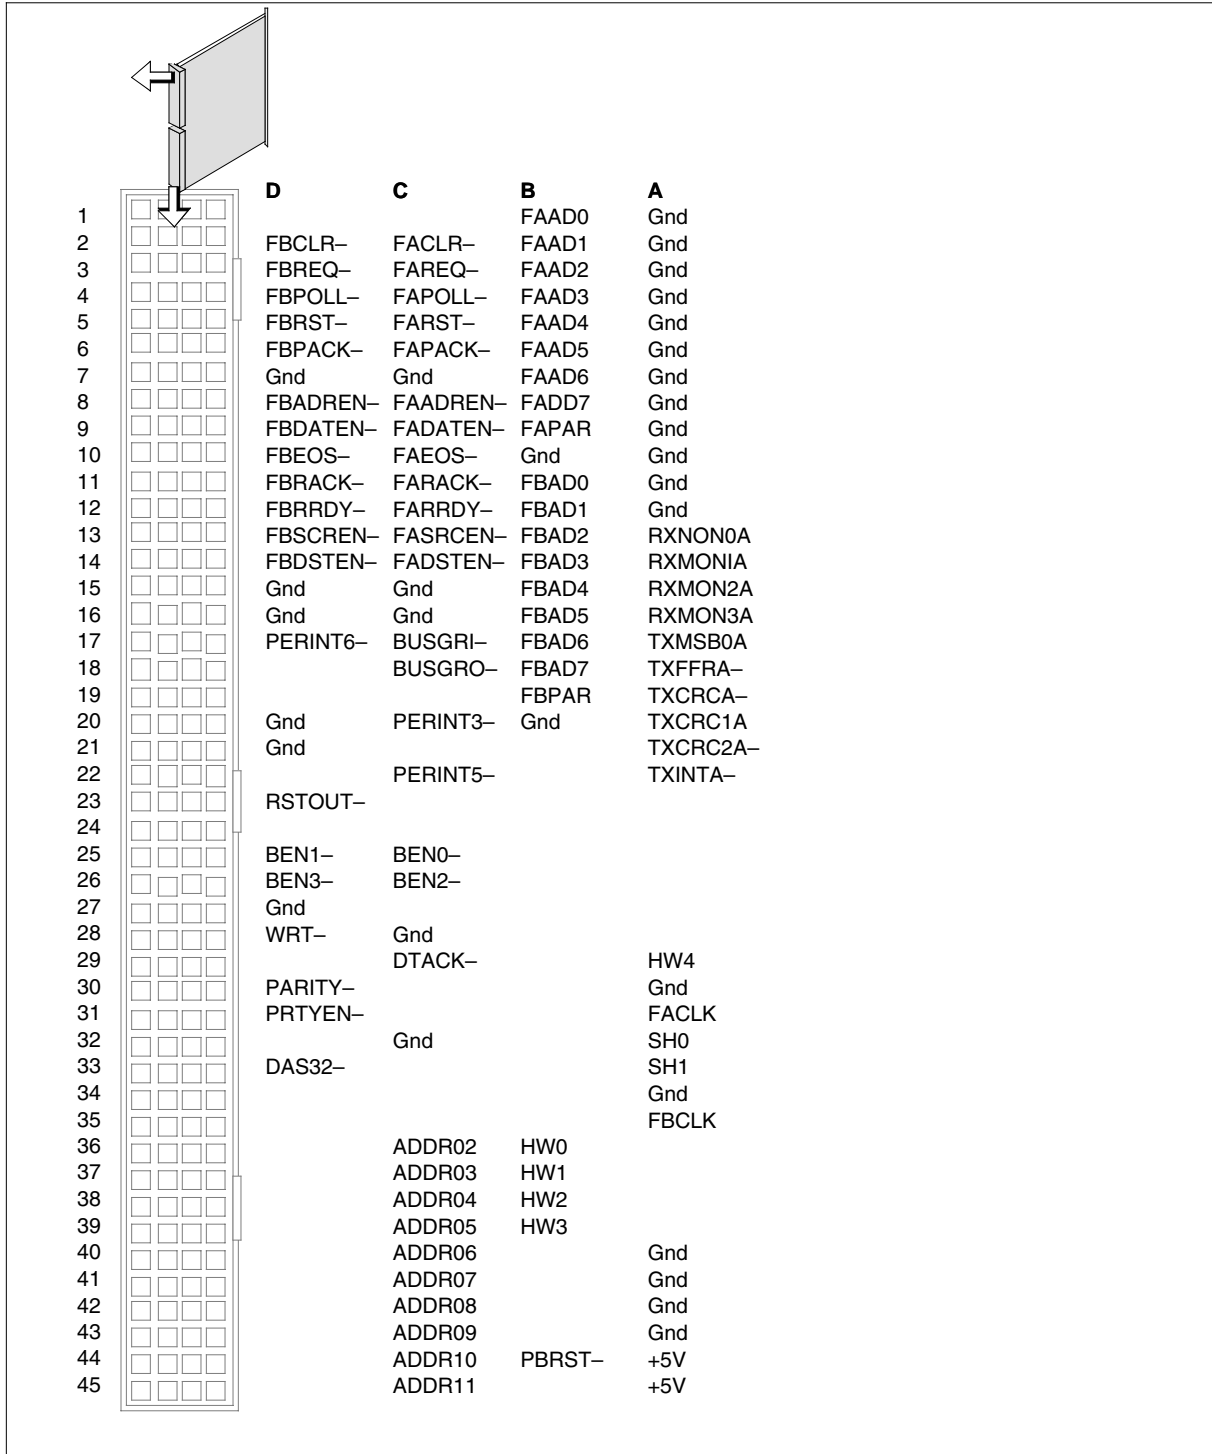 D C B A
1 FAAD0 Gnd
2 FBCLR– FACLR– FAAD1 Gnd
3 FBREQ– FAREQ– FAAD2 Gnd
4 FBPOLL– FAPOLL– FAAD3 Gnd
5 FBRST– FARST– FAAD4 Gnd
6 FBPACK– FAPACK– FAAD5 Gnd
7 Gnd Gnd FAAD6 Gnd
8 FBADREN– FAADREN– FADD7 Gnd
9 FBDATEN– FADATEN– FAPAR Gnd
10 FBEOS– FAEOS– Gnd Gnd
11 FBRACK– FARACK– FBAD0 Gnd
12 FBRRDY– FARRDY– FBAD1 Gnd
13 FBSCREN– FASRCEN– FBAD2 RXNON0A
14 FBDSTEN– FADSTEN– FBAD3 RXMONIA
15 Gnd Gnd FBAD4 RXMON2A
16 Gnd Gnd FBAD5 RXMON3A
17 PERINT6– BUSGRI– FBAD6 TXMSB0A
18 BUSGRO– FBAD7 TXFFRA–
19 FBPAR TXCRCA–
20 Gnd PERINT3– Gnd TXCRC1A
21 Gnd TXCRC2A–
22 PERINT5– TXINTA–
23 RSTOUT–
24
25 BEN1– BEN0–
26 BEN3– BEN2–
27 Gnd
28 WRT– Gnd
29 DTACK– HW4
30 PARITY– Gnd
31 PRTYEN– FACLK
32 Gnd SH0
33 DAS32– SH1
34 Gnd
35 FBCLK
36 ADDR02 HW0
37 ADDR03 HW1
38 ADDR04 HW2
39 ADDR05 HW3
40 ADDR06 Gnd
41 ADDR07 Gnd
42 ADDR08 Gnd
43 ADDR09 Gnd
44 ADDR10 PBRST– +5V
45 ADDR11 +5V